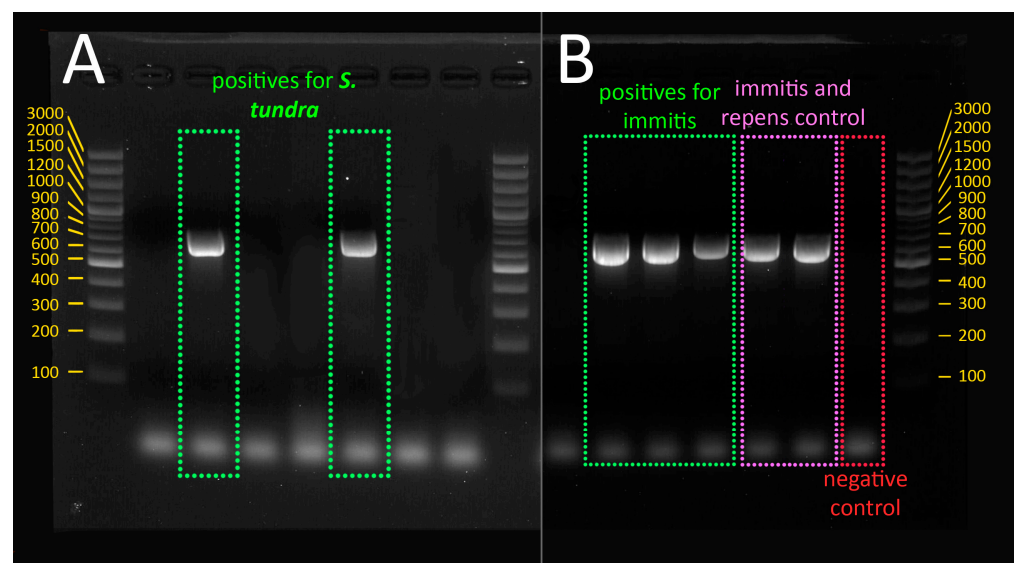 A
positives for S.
tundra
3000
2000
1500
1200
1000
900
800
700
600
500
400
300
200
100
B
positives for
immitis
immitis and
repens control
3000
2000
1500
1200
1000
900
800
700
600
500
400
300
200
100
negative
control